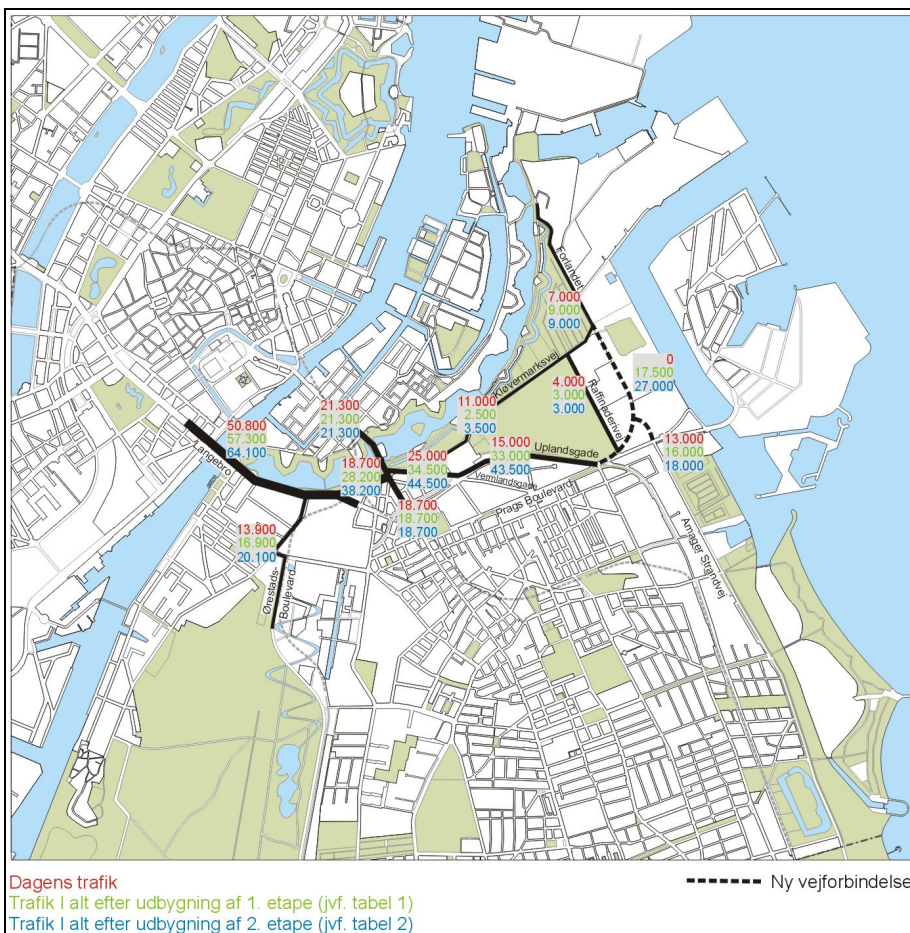 Forlandet
7.000
9.000
9.000
Kløvermarksvej
0
17.500
27.000
4.000
3.000
3.000
Raffinaderivej
11.000
2.500
3.500
21.300
21.300
21.300
50.800
57.300
64.100
Langebro
15.000
33.000
43.500
Uplandsgade
13.000
16.000
18.000
18.700
28.200
38.200
25.000
34.500
44.500
Vermlandsgade
Prags Boulevard
18.700
18.700
18.700
13.900
16.900
20.100
Ørestads-
Boulevard
Amager Strandvej
Dagens trafik
Trafik I alt efter udbygning af 1. etape (jvf. tabel 1)
Trafik I alt efter udbygning af 2. etape (jvf. tabel 2)
Ny vejforbindelse